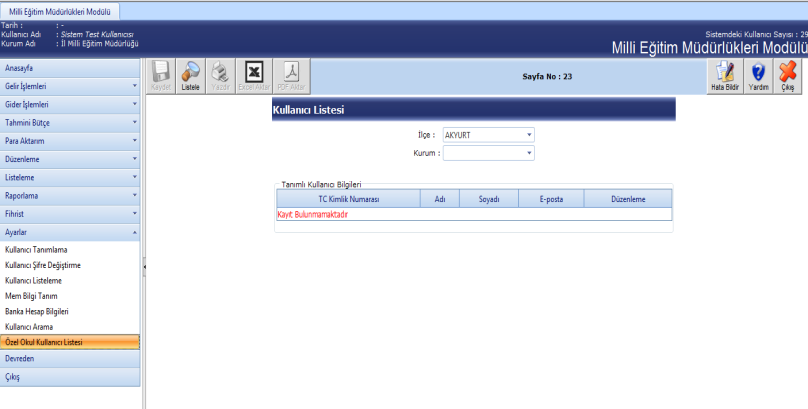 Milli Eğitim Müdürlükleri Modülü
Tarih : : -
Kullanıcı Adı : Sistem Test Kullanıcısı
Kurum Adı : İl Milli Eğitim Müdürlüğü
Sistemdeki Kullanıcı Sayısı : 29
Milli Eğitim Müdürlükleri Modülü
Anasayfa
Gelir İşlemleri
Gider İşlemleri
Tahmini Bütçe
Para Aktarım
Düzenleme
Listeleme
Raporlama
Fihrist
Ayarlar
Kullanıcı Tanımlama
Kullanıcı Şifre Değiştirme
Kullanıcı Listeleme
Mem Bilgi Tanım
Banka Hesap Bilgileri
Kullanıcı Arama
Özel Okul Kullanıcı Listesi
Devreden
Çıkış
Kaydet Listele Yazdır Excel Aktar PDF Aktar
Sayfa No : 23
Hata Bildir Yardım Çıkış
Kullanıcı Listesi
İlçe : AKYURT
Kurum :
Tanımlı Kullanıcı Bilgileri
TC Kimlik Numarası Adı Soyadı E-posta Düzenleme
Kayıt Bulunmamaktadır